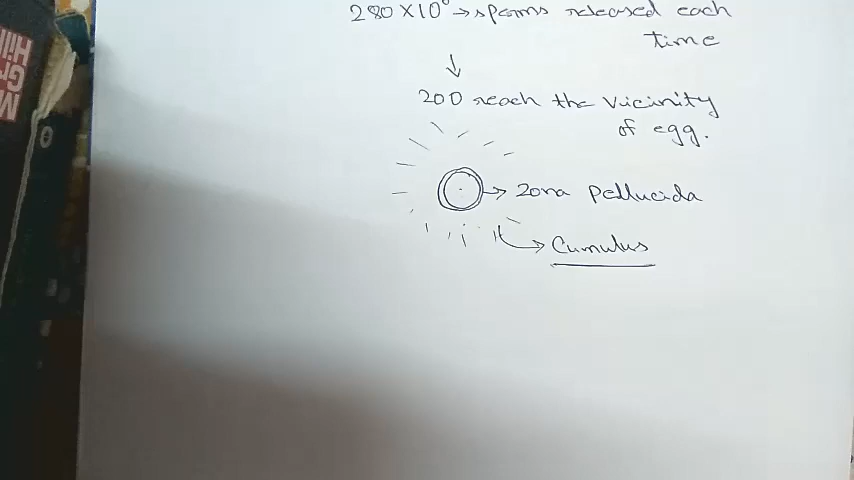 280 X 10⁶ → sperms released each
time
↓
200 reach the vicinity
of egg.
→ Zona Pellucida
→ Cumulus